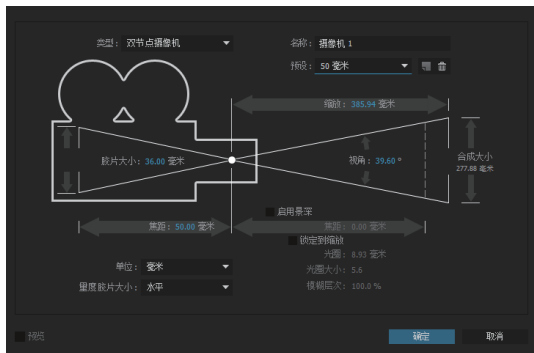 类型: 双节点摄像机 名称: 摄像机 1
预设: 50 毫米
缩放: 385.94 毫米
胶片大小: 36.00 毫米 视角: 39.60 ° 合成大小
277.88 毫米
启用景深
焦距: 50.00 毫米 焦距: 0.00 毫米
锁定到缩放
单位: 毫米 光圈: 8.93 毫米
光圈大小: 5.6
量度胶片大小: 水平 模糊层次: 100.0 %
预览 确定 取消